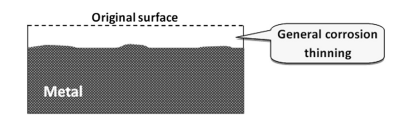 Original surface
General corrosion
thinning
Metal